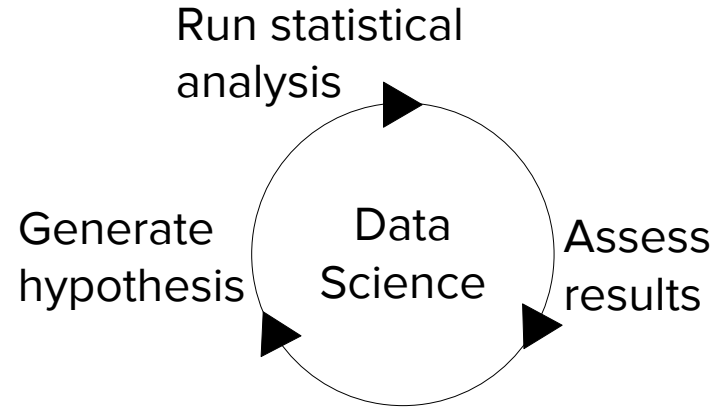 Run statistical
analysis
Generate
hypothesis
Data
Science
Assess
results